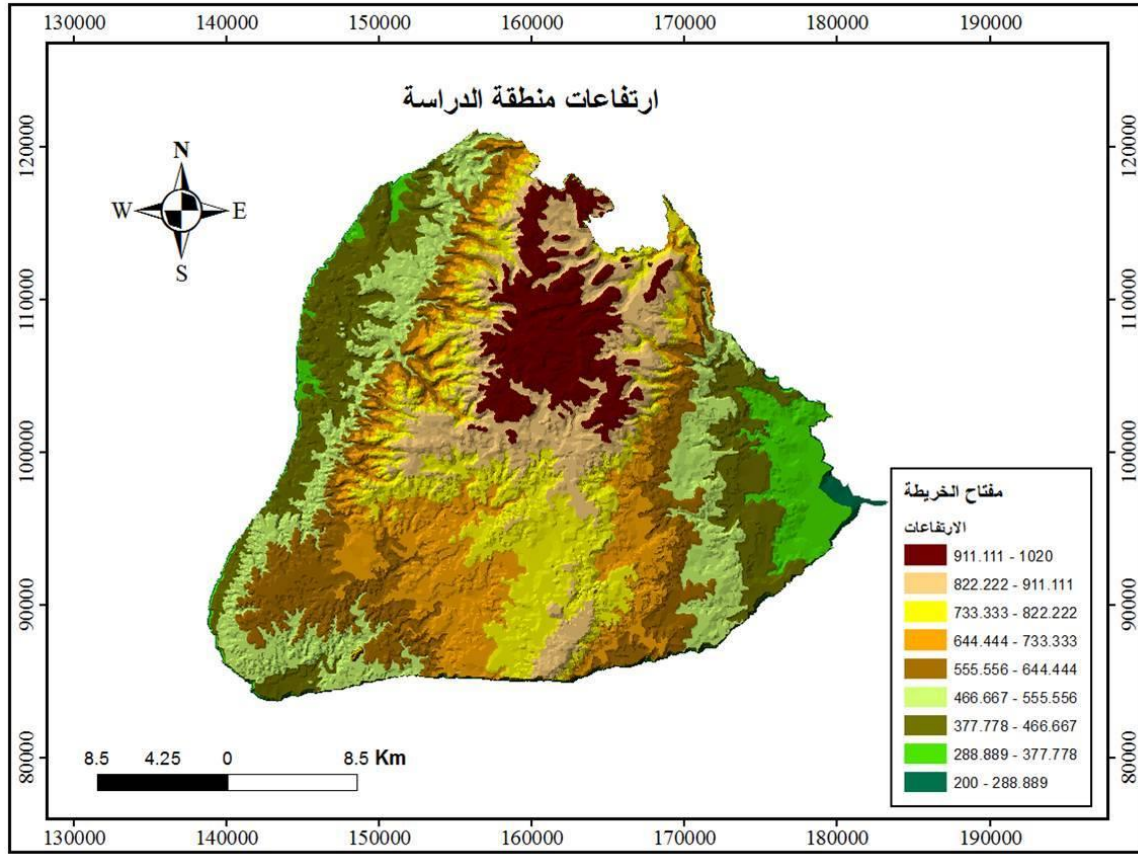 130000 140000 150000 160000 170000 180000 190000
ارتفاعات منطقة الدراسة
N
W E
S
120000 120000
110000 110000
100000 100000
90000 90000
80000 80000
مفتاح الخريطة
الارتفاعات
911.111 - 1020
822.222 - 911.111
733.333 - 822.222
644.444 - 733.333
555.556 - 644.444
466.667 - 555.556
377.778 - 466.667
288.889 - 377.778
200 - 288.889
8.5 4.25 0 8.5 Km
130000 140000 150000 160000 170000 180000 190000